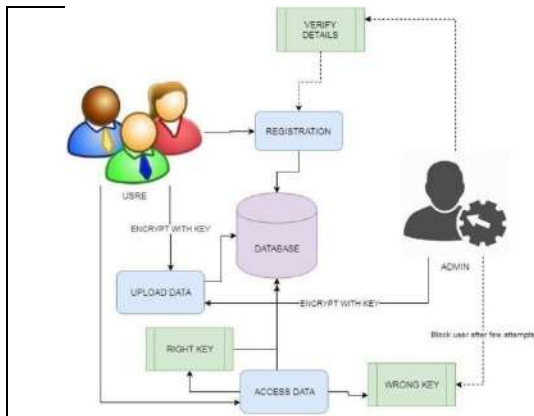 VERIFY
DETAILS
REGISTRATION
USRE
ENCRYPT WITH KEY
DATABASE
ADMIN
UPLOAD DATA
ENCRYPT WITH KEY
Block user after few attempts
RIGHT KEY
ACCESS DATA
WRONG KEY